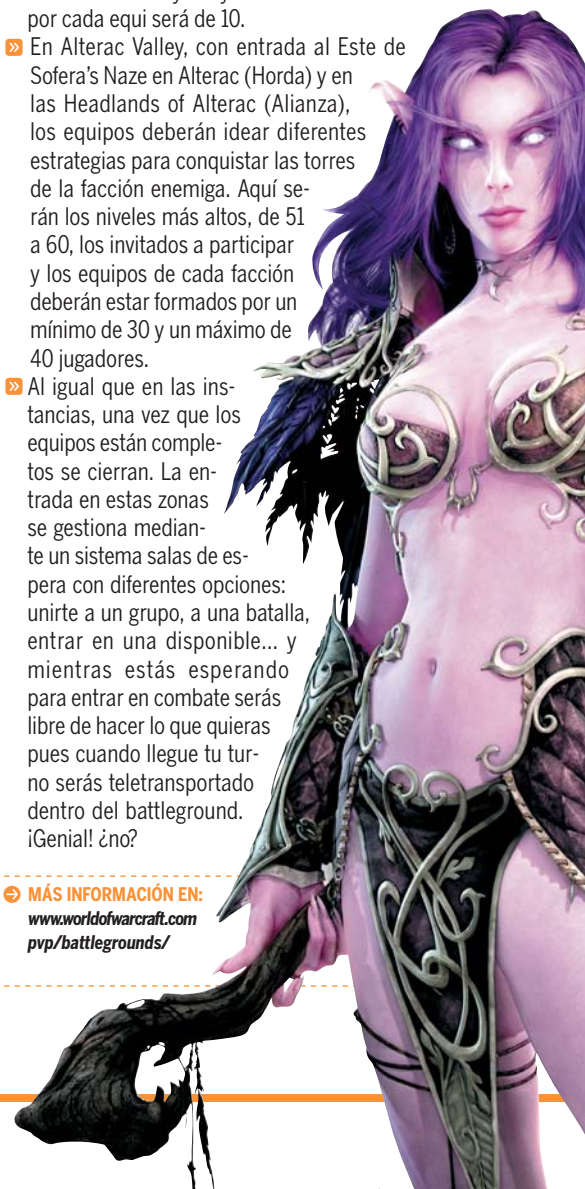 por cada equi será de 10.
» En Alterac Valley, con entrada al Este de
Sofera's Naze en Alterac (Horda) y en
las Headlands of Alterac (Alianza),
los equipos deberán idear diferentes
estrategias para conquistar las torres
de la facción enemiga. Aquí se-
rán los niveles más altos, de 51
a 60, los invitados a participar
y los equipos de cada facción
deberán estar formados por un
mínimo de 30 y un máximo de
40 jugadores.
» Al igual que en las ins-
tancias, una vez que los
equipos están comple-
tos se cierran. La en-
trada en estas zonas
se gestiona median-
te un sistema salas de es-
pera con diferentes opciones:
unirte a un grupo, a una batalla,
entrar en una disponible... y
mientras estás esperando
para entrar en combate serás
libre de hacer lo que quieras
pues cuando llegue tu tur-
no serás teletransportado
dentro del battleground.
¡Genial! ¿no?
MÁS INFORMACIÓN EN:
www.worldofwarcraft.com
pvp/battlegrounds/